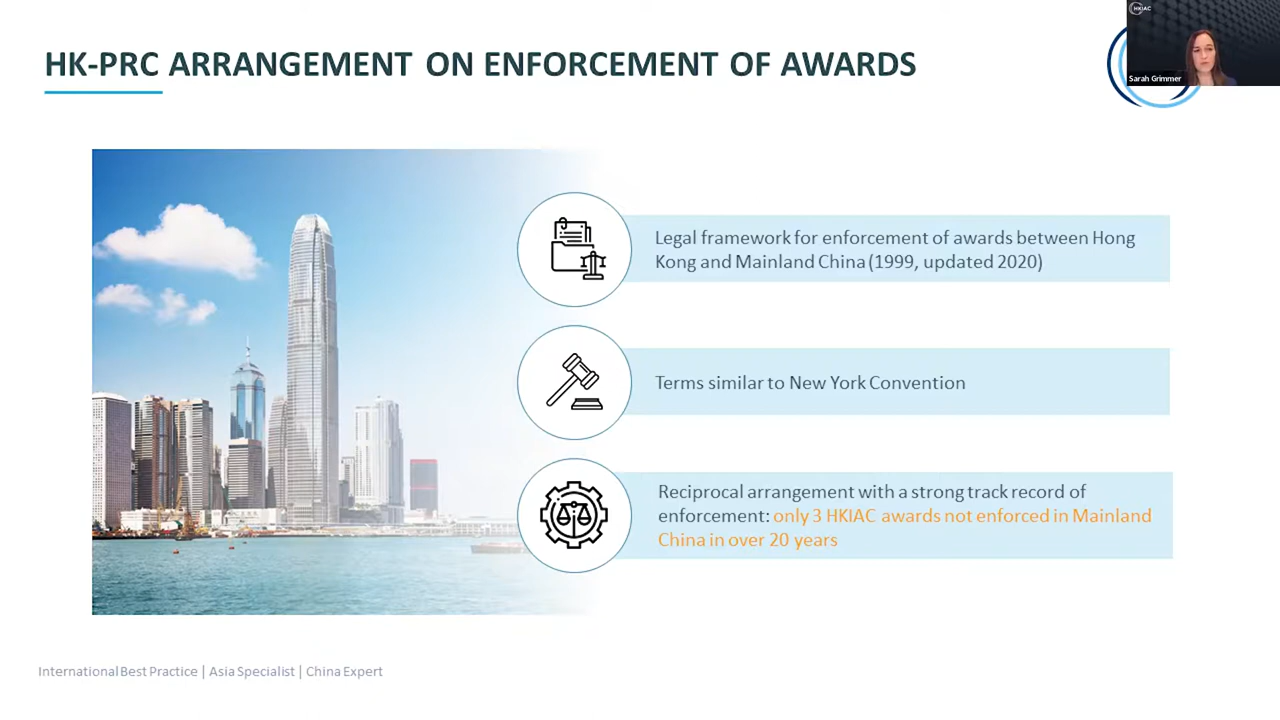 HKIAC
HK-PRC ARRANGEMENT ON ENFORCEMENT OF AWARDS
Sarah Grimmer
Legal framework for enforcement of awards between Hong
Kong and Mainland China (1999, updated 2020)
Terms similar to New York Convention
Reciprocal arrangement with a strong track record of
enforcement: only 3 HKIAC awards not enforced in Mainland
China in over 20 years
International Best Practice | Asia Specialist | China Expert